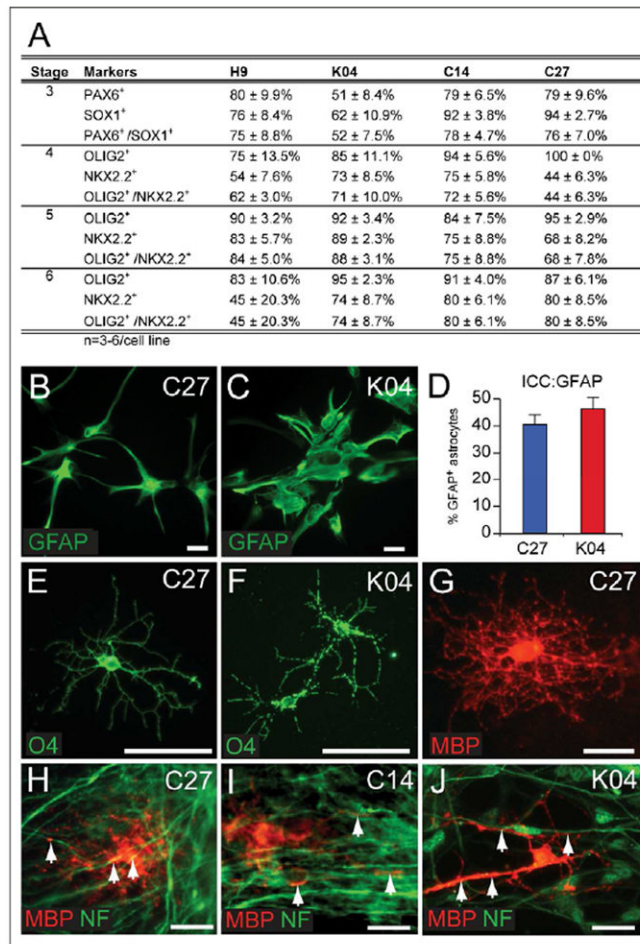 A
Stage Markers H9 K04 C14 C27
3 PAX6⁺ 80 ± 9.9% 51 ± 8.4% 79 ± 6.5% 79 ± 9.6%
SOX1⁺ 76 ± 8.4% 62 ± 10.9% 92 ± 3.8% 94 ± 2.7%
PAX6⁺/SOX1⁺ 75 ± 8.8% 52 ± 7.5% 78 ± 4.7% 76 ± 7.0%
4 OLIG2⁺ 75 ± 13.5% 85 ± 11.1% 94 ± 5.6% 100 ± 0%
NKX2.2⁺ 54 ± 7.6% 73 ± 8.5% 75 ± 5.8% 44 ± 6.3%
OLIG2⁺/NKX2.2⁺ 62 ± 3.0% 71 ± 10.0% 72 ± 5.6% 44 ± 6.3%
5 OLIG2⁺ 90 ± 3.2% 92 ± 3.4% 84 ± 7.5% 95 ± 2.9%
NKX2.2⁺ 83 ± 5.7% 89 ± 2.3% 75 ± 8.8% 68 ± 8.2%
OLIG2⁺/NKX2.2⁺ 84 ± 5.0% 88 ± 3.1% 75 ± 8.8% 68 ± 7.8%
6 OLIG2⁺ 83 ± 10.6% 95 ± 2.3% 91 ± 4.0% 87 ± 6.1%
NKX2.2⁺ 45 ± 20.3% 74 ± 8.7% 80 ± 6.1% 80 ± 8.5%
OLIG2⁺/NKX2.2⁺ 45 ± 20.3% 74 ± 8.7% 80 ± 6.1% 80 ± 8.5%
n=3-6/cell line
B C27
GFAP
C K04
GFAP
D ICC:GFAP
% GFAP⁺ astrocytes
50
40
30
20
10
0
C27 K04
E C27
O4
F K04
O4
G C27
MBP
H C27
MBP NF
I C14
MBP NF
J K04
MBP NF